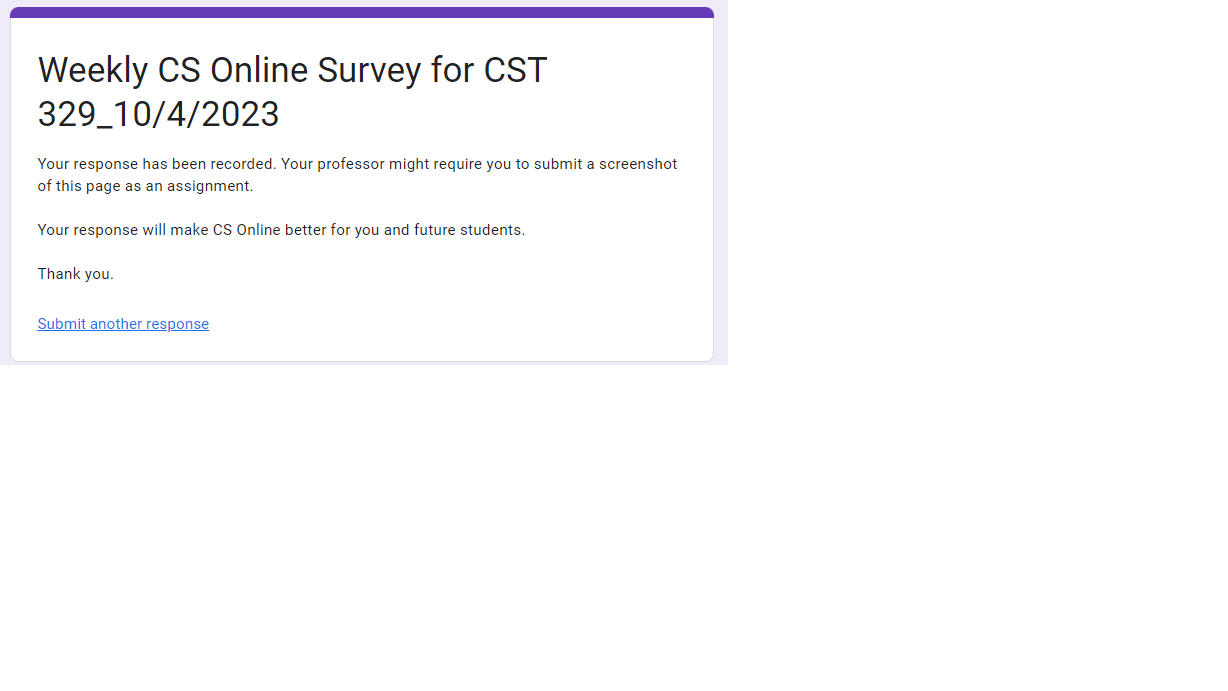 Weekly CS Online Survey for CST
329_10/4/2023
Your response has been recorded. Your professor might require you to submit a screenshot
of this page as an assignment.
Your response will make CS Online better for you and future students.
Thank you.
Submit another response